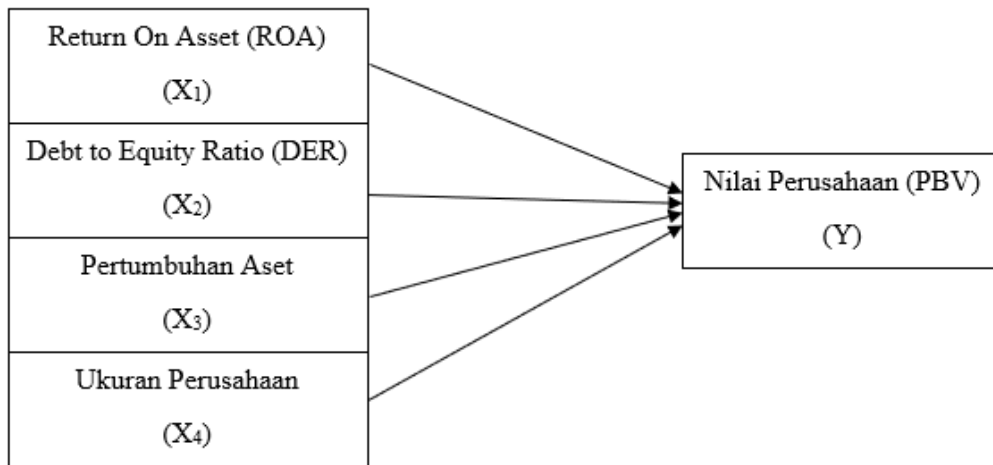 Return On Asset (ROA)
(X₁)
Debt to Equity Ratio (DER)
(X₂)
Pertumbuhan Aset
(X₃)
Ukuran Perusahaan
(X₄)
Nilai Perusahaan (PBV)
(Y)